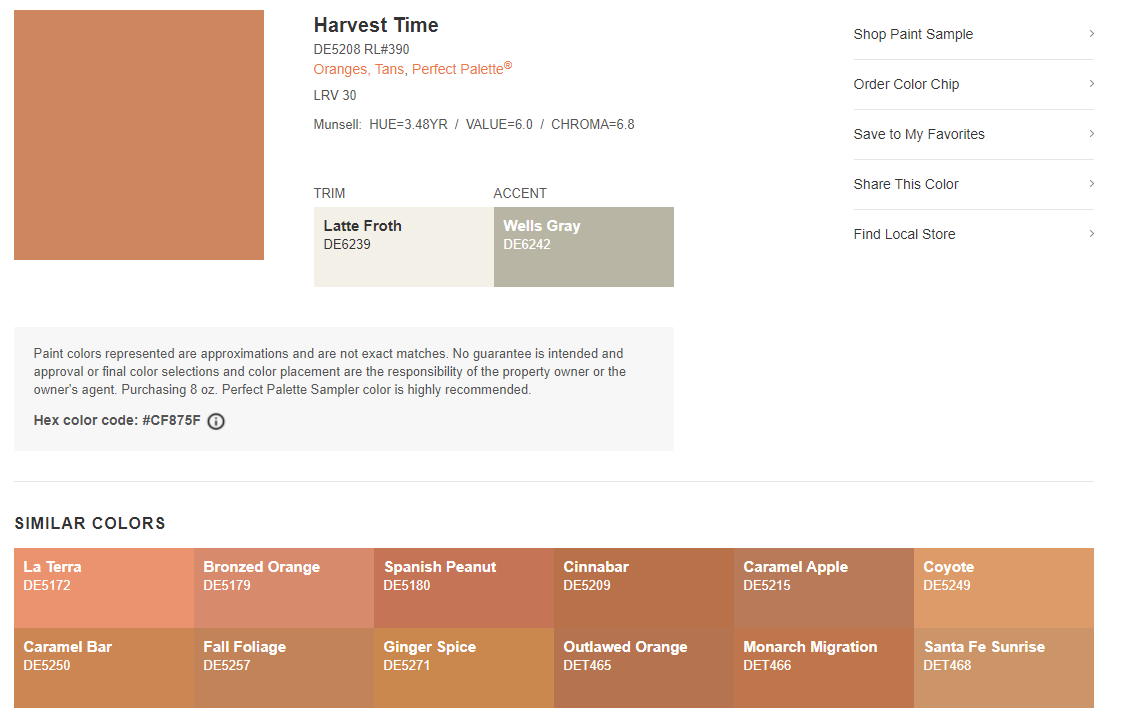 Harvest Time
DE5208 RL#390
Oranges, Tans, Perfect Palette®
LRV 30
Munsell: HUE=3.48YR / VALUE=6.0 / CHROMA=6.8
TRIM
Latte Froth
DE6239
ACCENT
Wells Gray
DE6242
Shop Paint Sample
Order Color Chip
Save to My Favorites
Share This Color
Find Local Store
Paint colors represented are approximations and are not exact matches. No guarantee is intended and
approval or final color selections and color placement are the responsibility of the property owner or the
owner's agent. Purchasing 8 oz. Perfect Palette Sampler color is highly recommended.
Hex color code: #CF875F
SIMILAR COLORS
La Terra
DE5172
Bronzed Orange
DE5179
Spanish Peanut
DE5180
Cinnabar
DE5209
Caramel Apple
DE5215
Coyote
DE5249
Caramel Bar
DE5250
Fall Foliage
DE5257
Ginger Spice
DE5271
Outlawed Orange
DET465
Monarch Migration
DET466
Santa Fe Sunrise
DET468